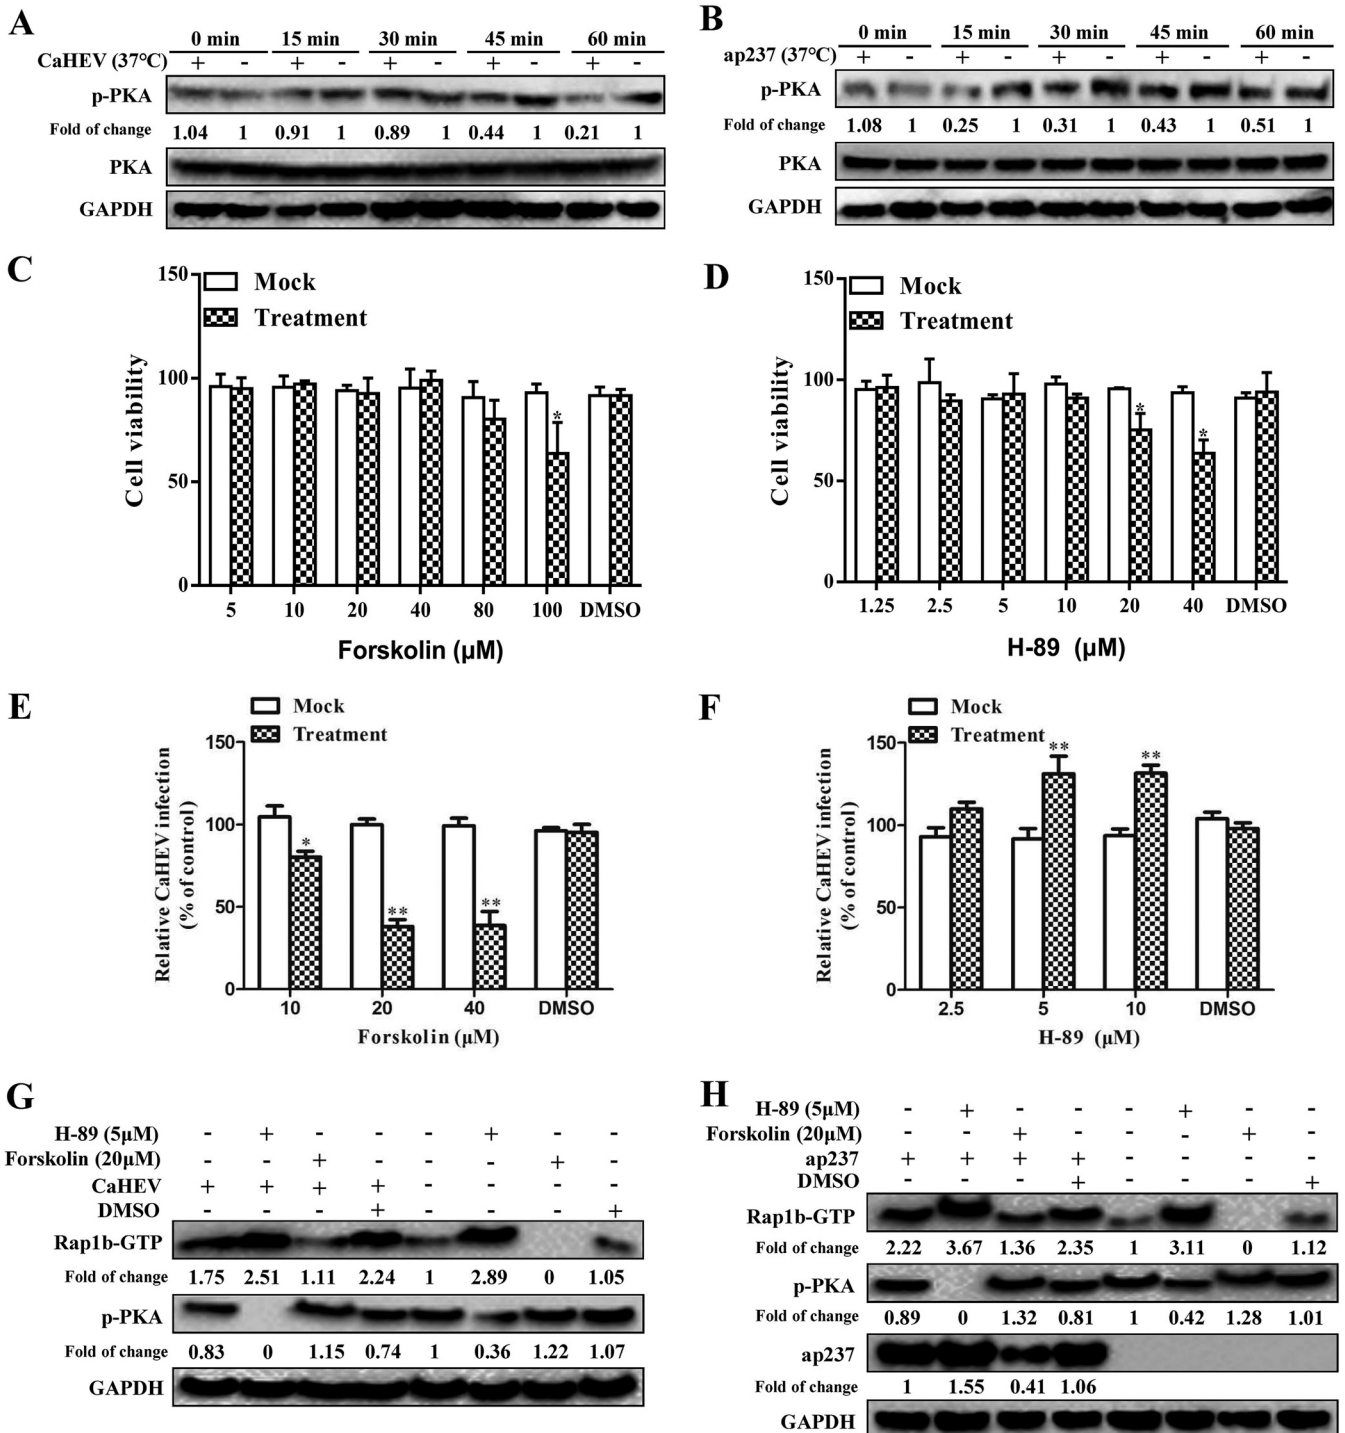 A
0 min 15 min 30 min 45 min 60 min
CaHEV (37°C) + - + - + - + - + -
p-PKA
Fold of change 1.04 1 0.91 1 0.89 1 0.44 1 0.21 1
PKA
GAPDH
B
0 min 15 min 30 min 45 min 60 min
ap237 (37°C) + - + - + - + - + -
p-PKA
Fold of change 1.08 1 0.25 1 0.31 1 0.43 1 0.51 1
PKA
GAPDH
C
Mock
Treatment
Cell viability
150
100
50
0
*
5 10 20 40 80 100 DMSO
Forskolin (μM)
D
Mock
Treatment
Cell viability
150
100
50
0
* *
1.25 2.5 5 10 20 40 DMSO
H-89 (μM)
E
Mock
Treatment
Relative CaHEV infection
(% of control)
150
100
50
0
* ** **
10 20 40 DMSO
Forskolin (μM)
F
Mock
Treatment
Relative CaHEV infection
(% of control)
150
100
50
0
** **
2.5 5 10 DMSO
H-89 (μM)
G
H-89 (5μM) - + - - - + - -
Forskolin (20μM) - - + - - - + -
CaHEV + + + + - - - -
DMSO - - - + - - - +
Rap1b-GTP
Fold of change 1.75 2.51 1.11 2.24 1 2.89 0 1.05
p-PKA
Fold of change 0.83 0 1.15 0.74 1 0.36 1.22 1.07
GAPDH
H
H-89 (5μM) - + - - - + - -
Forskolin (20μM) - - + - - - + -
ap237 + + + + - - - -
DMSO - - - + - - - +
Rap1b-GTP
Fold of change 2.22 3.67 1.36 2.35 1 3.11 0 1.12
p-PKA
Fold of change 0.89 0 1.32 0.81 1 0.42 1.28 1.01
ap237
Fold of change 1 1.55 0.41 1.06
GAPDH